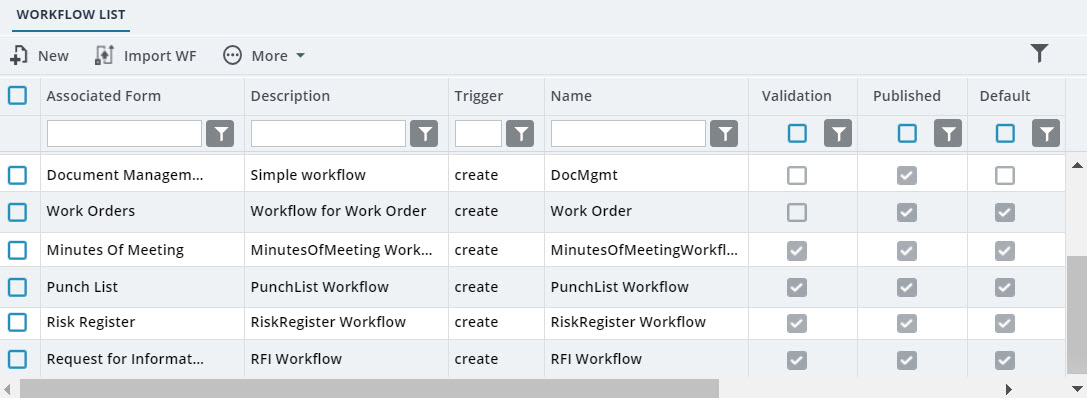 WORKFLOW LIST
New Import WF More
Associated Form Description Trigger Name Validation Published Default
Document Managem... Simple workflow create DocMgmt
Work Orders Workflow for Work Order create Work Order
Minutes Of Meeting MinutesOfMeeting Work... create MinutesOfMeetingWorkfl...
Punch List PunchList Workflow create PunchList Workflow
Risk Register RiskRegister Workflow create RiskRegister Workflow
Request for Informat... RFI Workflow create RFI Workflow